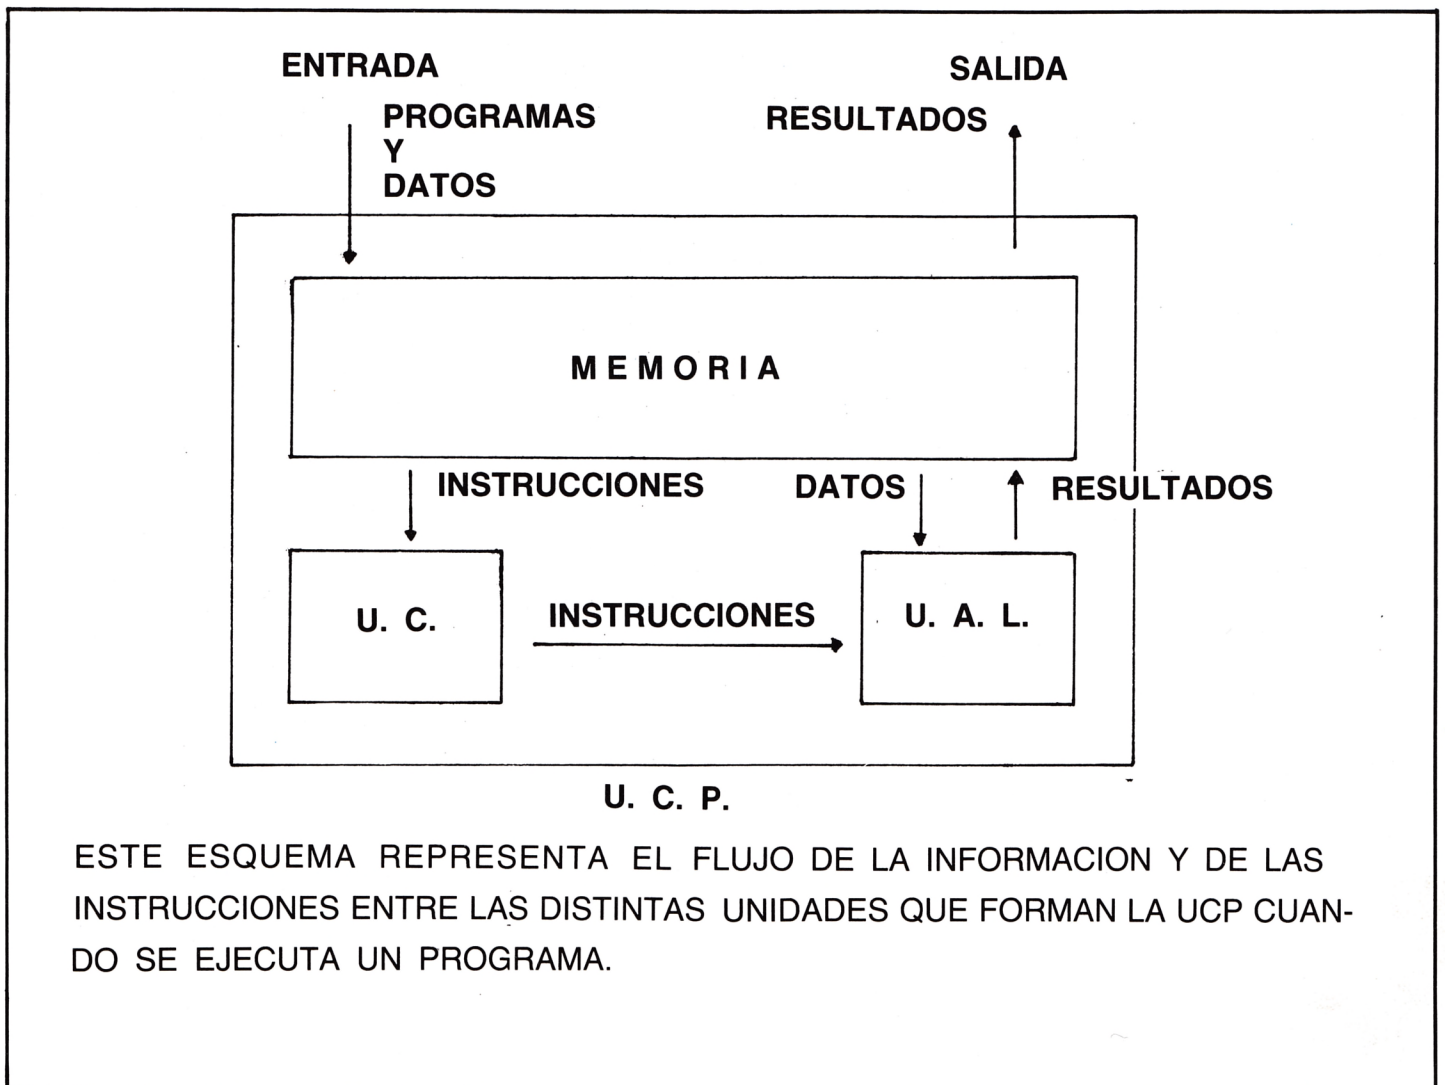 ENTRADA
SALIDA
PROGRAMAS
Y
DATOS
RESULTADOS
MEMORIA
INSTRUCCIONES
DATOS
RESULTADOS
U. C.
INSTRUCCIONES
U. A. L.
U. C. P.
ESTE ESQUEMA REPRESENTA EL FLUJO DE LA INFORMACION Y DE LAS
INSTRUCCIONES ENTRE LAS DISTINTAS UNIDADES QUE FORMAN LA UCP CUAN-
DO SE EJECUTA UN PROGRAMA.